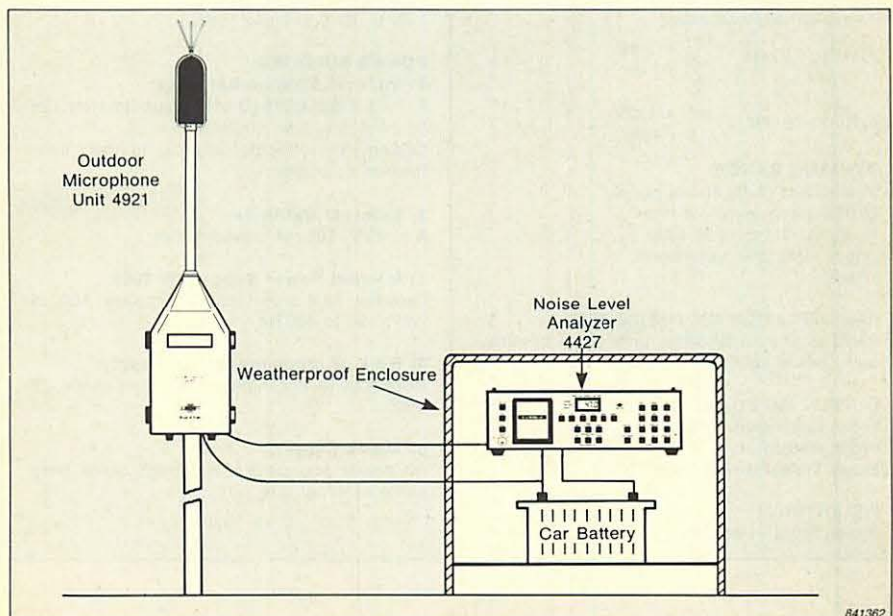 Outdoor
Microphone
Unit 4921
Noise Level
Analyzer
4427
Weatherproof Enclosure
Car Battery
841362